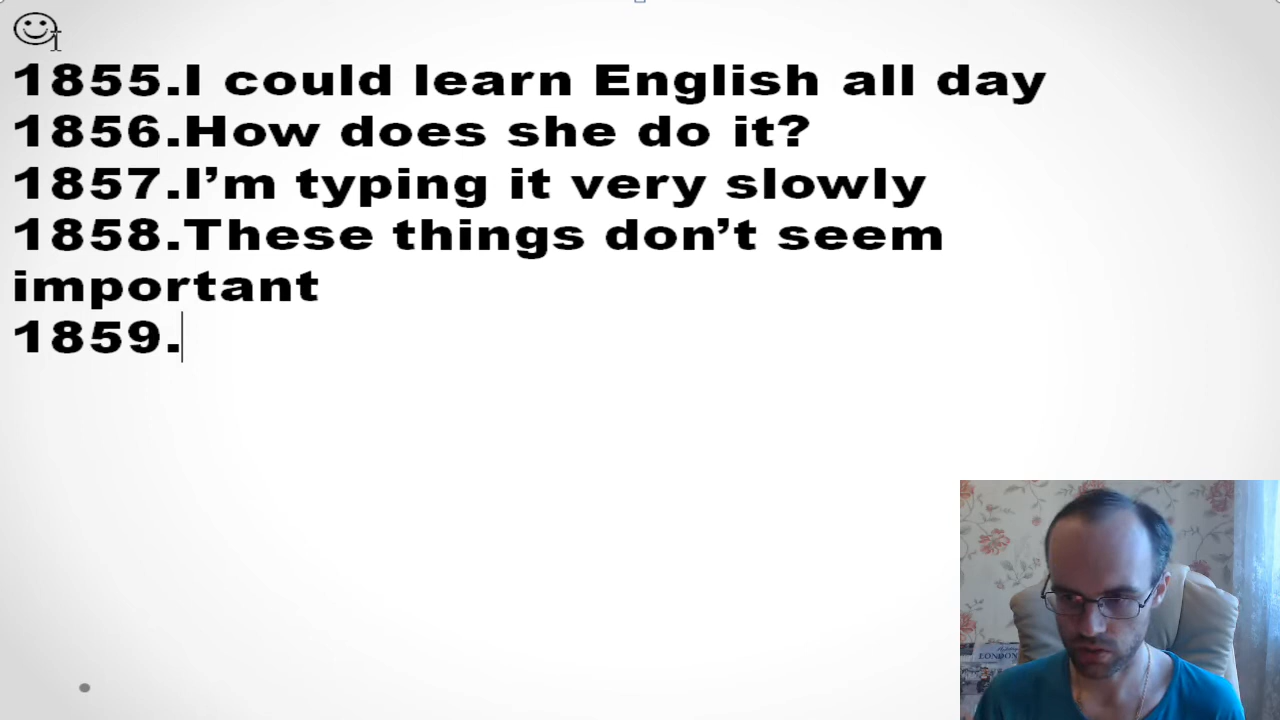 1855.I could learn English all day
1856.How does she do it?
1857.I’m typing it very slowly
1858.These things don’t seem
important
1859.
LONDON